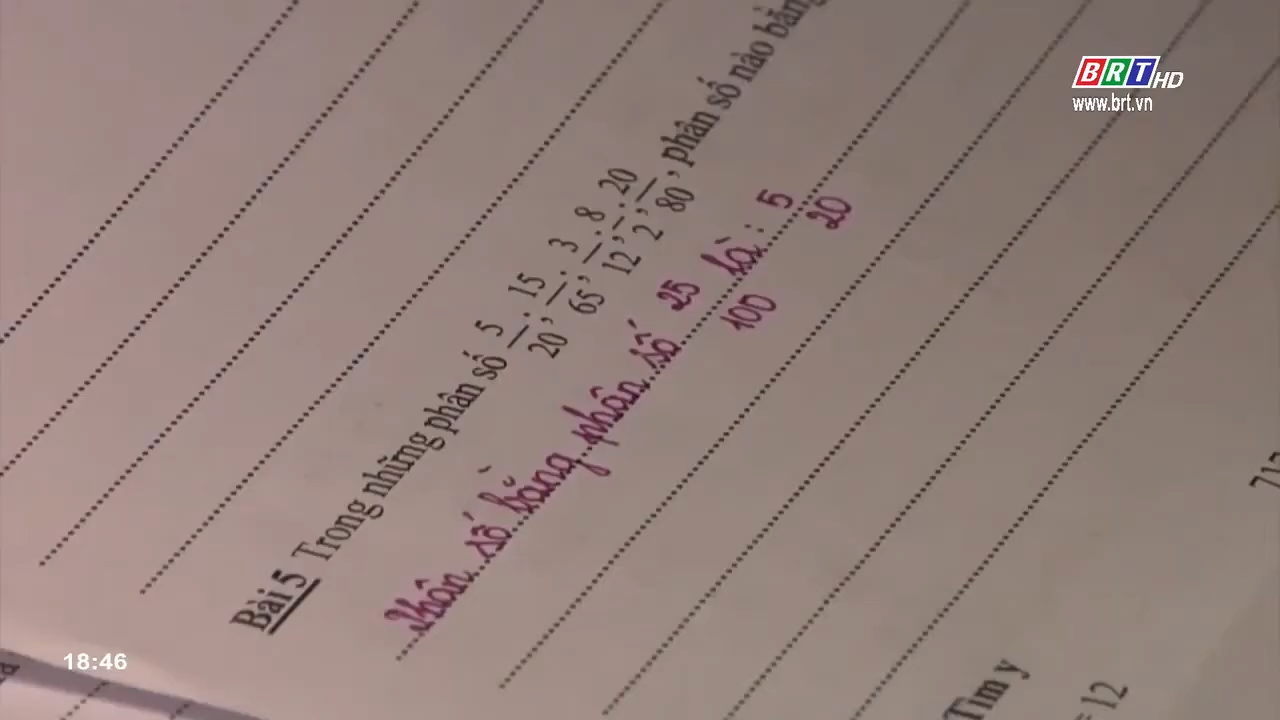 BRT HD
www.brt.vn
Bài 5 Trong những phân số 5/20; 15/65; 3/12; 8/2; 20/80, phân số nào bằng
Phân số bằng phân số 25/100 là: 5/20
Tìm y
= 12
18:46